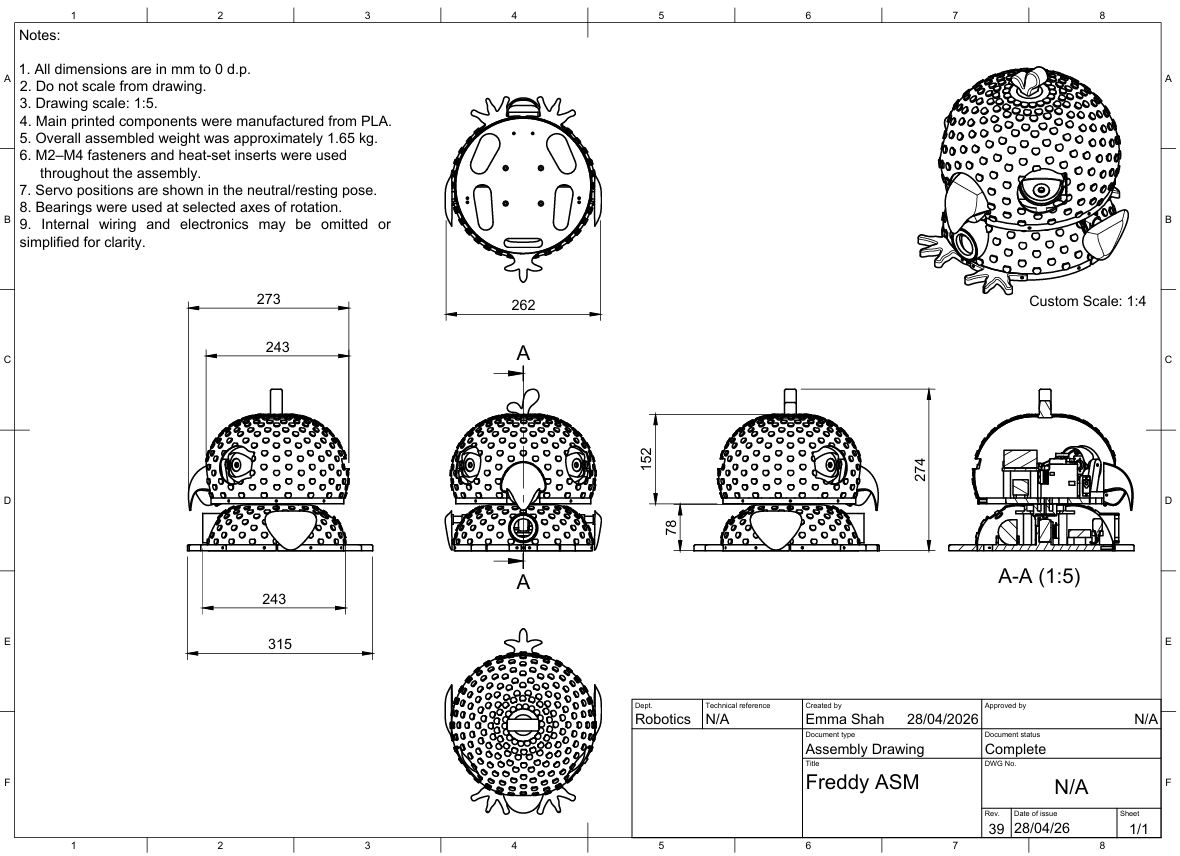 1 2 3 4 5 6 7 8
Notes:
1. All dimensions are in mm to 0 d.p.
2. Do not scale from drawing.
3. Drawing scale: 1:5.
4. Main printed components were manufactured from PLA.
5. Overall assembled weight was approximately 1.65 kg.
6. M2–M4 fasteners and heat-set inserts were used
throughout the assembly.
7. Servo positions are shown in the neutral/resting pose.
8. Bearings were used at selected axes of rotation.
9. Internal wiring and electronics may be omitted or
simplified for clarity.
A A
B B
Custom Scale: 1:4
273
262
243
C C
A
152
274
D D
78
A
A-A (1:5)
243
315
E E
Dept.
Robotics
Technical reference
N/A
Created by
Emma Shah 28/04/2026
Approved by
N/A
Document type
Assembly Drawing
Document status
Complete
Title
Freddy ASM
DWG No.
N/A
Rev.
39
Date of issue
28/04/26
Sheet
1/1
F F
1 2 3 4 5 6 7 8